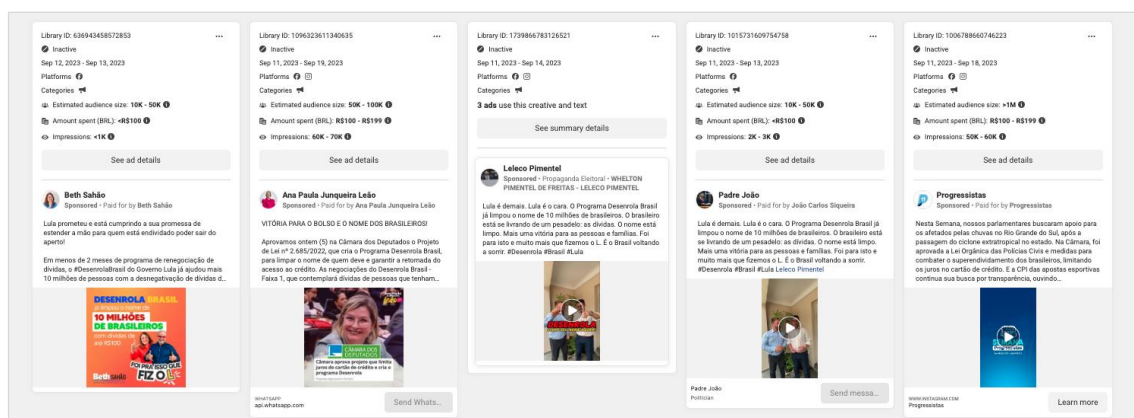 Library ID: 636943458572853
Inactive
Sep 12, 2023 - Sep 13, 2023
Platforms
Categories
Estimated audience size: 10K - 50K
Amount spent (BRL): <R$100
Impressions: <1K
See ad details
Beth Sahão
Sponsored • Paid for by Beth Sahão
Lula prometeu e está cumprindo a sua promessa de
estender a mão para quem está endividado poder sair do
aperto!
Em menos de 2 meses de programa de renegociação de
dívidas, o #DesenrolaBrasil do Governo Lula já ajudou mais
10 milhões de pessoas com a desnegativação de dívidas d...
DESENROLA BRASIL
já limpou o nome de
10 MILHÕES
DE BRASILEIROS
com dívidas de
até R$100
FOI PRA ISSO QUE
FIZ O L
Beth SAHÃO
Library ID: 1096323611340635
Inactive
Sep 11, 2023 - Sep 19, 2023
Platforms
Categories
Estimated audience size: 50K - 100K
Amount spent (BRL): R$100 - R$199
Impressions: 60K - 70K
See ad details
Ana Paula Junqueira Leão
Sponsored • Paid for by Ana Paula Junqueira Leão
VITÓRIA PARA O BOLSO E O NOME DOS BRASILEIROS!
Aprovamos ontem (5) na Câmara dos Deputados o Projeto
de Lei nº 2.685/2022, que cria o Programa Desenrola Brasil,
para limpar o nome de quem deve e garantir a retomada do
acesso ao crédito. As negociações do Desenrola Brasil -
Faixa 1, que contemplará dívidas de pessoas que tenham...
CÂMARA DOS
DEPUTADOS
Câmara aprova projeto que limita
juros do cartão de crédito e cria o
programa Desenrola
WHATSAPP
api.whatsapp.com
Send Whats...
Library ID: 1739866783126521
Inactive
Sep 11, 2023 - Sep 14, 2023
Platforms
Categories
3 ads use this creative and text
See summary details
Leleco Pimentel
Sponsored • Propaganda Eleitoral • WHELTON
PIMENTEL DE FREITAS - LELECO PIMENTEL
Lula é demais. Lula é o cara. O Programa Desenrola Brasil
já limpou o nome de 10 milhões de brasileiros. O brasileiro
está se livrando de um pesadelo: as dívidas. O nome está
limpo. Mais uma vitória para as pessoas e famílias. Foi
para isto e muito mais que fizemos o L. É o Brasil voltando
a sorrir. #Desenrola #Brasil #Lula
DESENROLA
Library ID: 1015731609754758
Inactive
Sep 11, 2023 - Sep 13, 2023
Platforms
Categories
Estimated audience size: 10K - 50K
Amount spent (BRL): <R$100
Impressions: 2K - 3K
See ad details
Padre João
Sponsored • Paid for by João Carlos Siqueira
Lula é demais. Lula é o cara. O Programa Desenrola Brasil já
limpou o nome de 10 milhões de brasileiros. O brasileiro está
se livrando de um pesadelo: as dívidas. O nome está limpo.
Mais uma vitória para as pessoas e famílias. Foi para isto e
muito mais que fizemos o L. É o Brasil voltando a sorrir.
#Desenrola #Brasil #Lula Leleco Pimentel
Padre João
Politician
Send messa...
Library ID: 1006788660746223
Inactive
Sep 11, 2023 - Sep 18, 2023
Platforms
Categories
Estimated audience size: >1M
Amount spent (BRL): R$100 - R$199
Impressions: 50K - 60K
See ad details
Progressistas
Sponsored • Paid for by Progressistas
Nesta Semana, nossos parlamentares buscaram apoio para
os afetados pelas chuvas no Rio Grande do Sul, após a
passagem do ciclone extratropical no estado. Na Câmara, foi
aprovada a Lei Orgânica das Polícias Civis e medidas para
combater o superendividamento dos brasileiros, limitando
os juros no cartão de crédito. E a CPI das apostas esportivas
continua sua busca por transparência, ouvindo...
WWW.INSTAGRAM.COM
Progressistas
Learn more